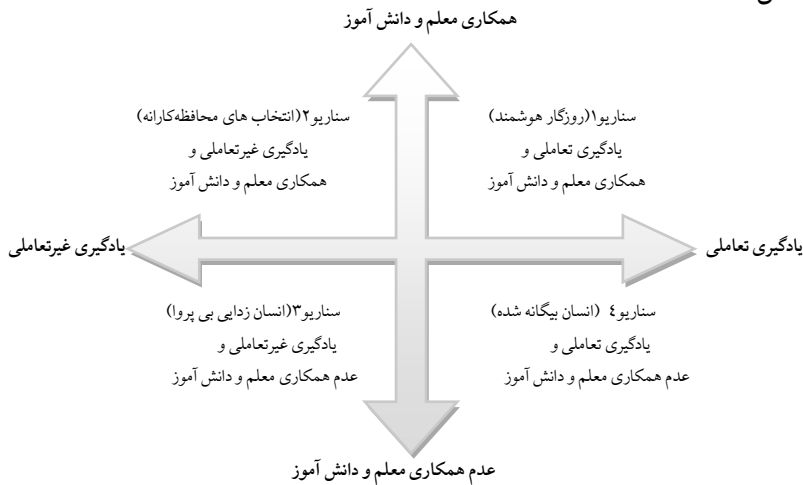 همکاری معلم و دانش آموز
سناریو۱(روزگار هوشمند)
یادگیری تعاملی و
همکاری معلم و دانش آموز
سناریو۲(انتخاب های محافظه‌کارانه)
یادگیری غیرتعاملی و
همکاری معلم و دانش آموز
یادگیری تعاملی
یادگیری غیرتعاملی
سناریو٤ (انسان بیگانه شده)
یادگیری تعاملی و
عدم همکاری معلم و دانش آموز
سناریو۳(انسان زدایی بی پروا)
یادگیری غیرتعاملی و
عدم همکاری معلم و دانش آموز
عدم همکاری معلم و دانش آموز